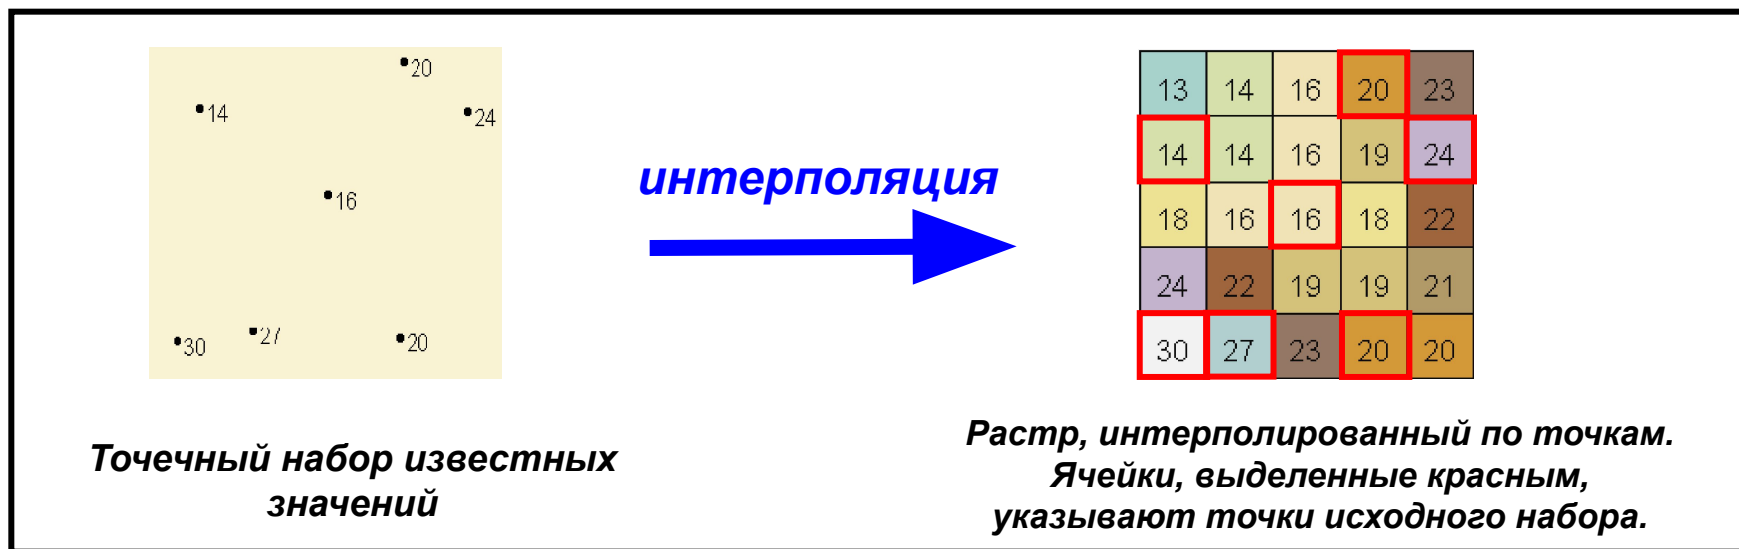 20
14
24
16
27
30
20
Точечный набор известных
значений
интерполяция
13 14 16 20 23
14 14 16 19 24
18 16 16 18 22
24 22 19 19 21
30 27 23 20 20
Растр, интерполированный по точкам.
Ячейки, выделенные красным,
указывают точки исходного набора.